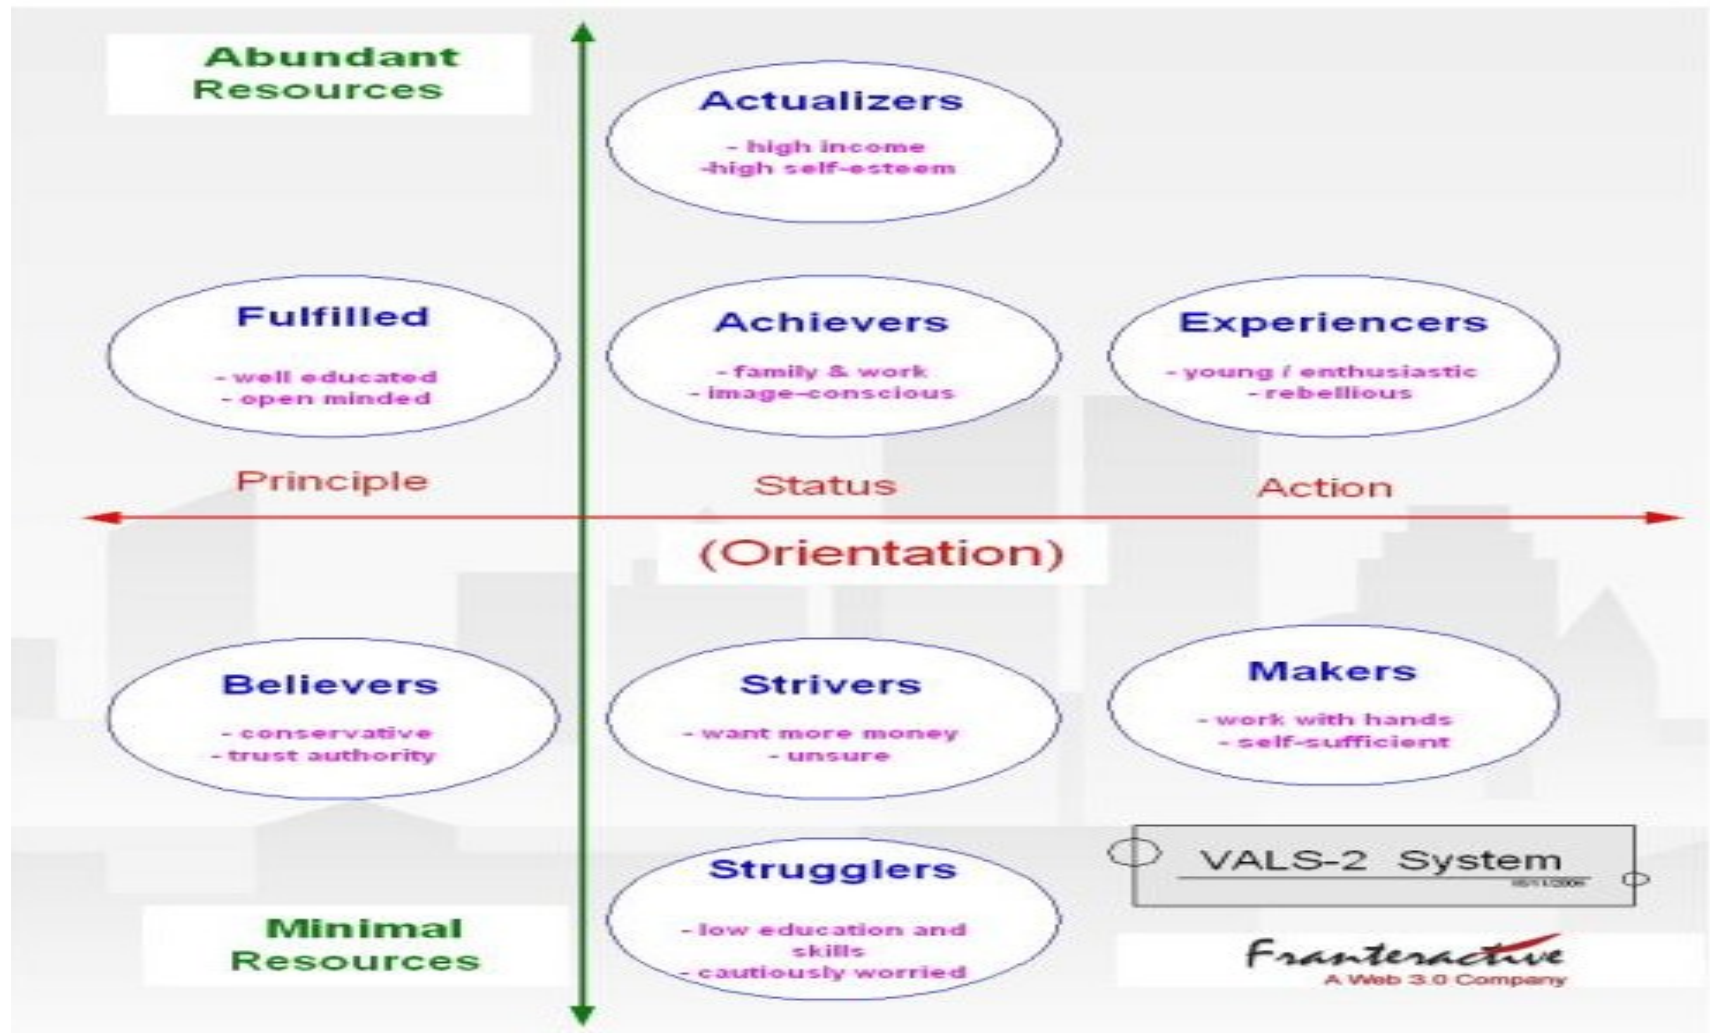 Abundant
Resources
Actualizers
- high income
-high self-esteem
Fulfilled
- well educated
- open minded
Achievers
- family & work
- image-conscious
Experiencers
- young / enthusiastic
- rebellious
Principle
Status
Action
(Orientation)
Believers
- conservative
- trust authority
Strivers
- want more money
- unsure
Makers
- work with hands
- self-sufficient
Strugglers
- low education and
skills
- cautiously worried
VALS-2 System
Minimal
Resources
Franteractive
A Web 3.0 Company